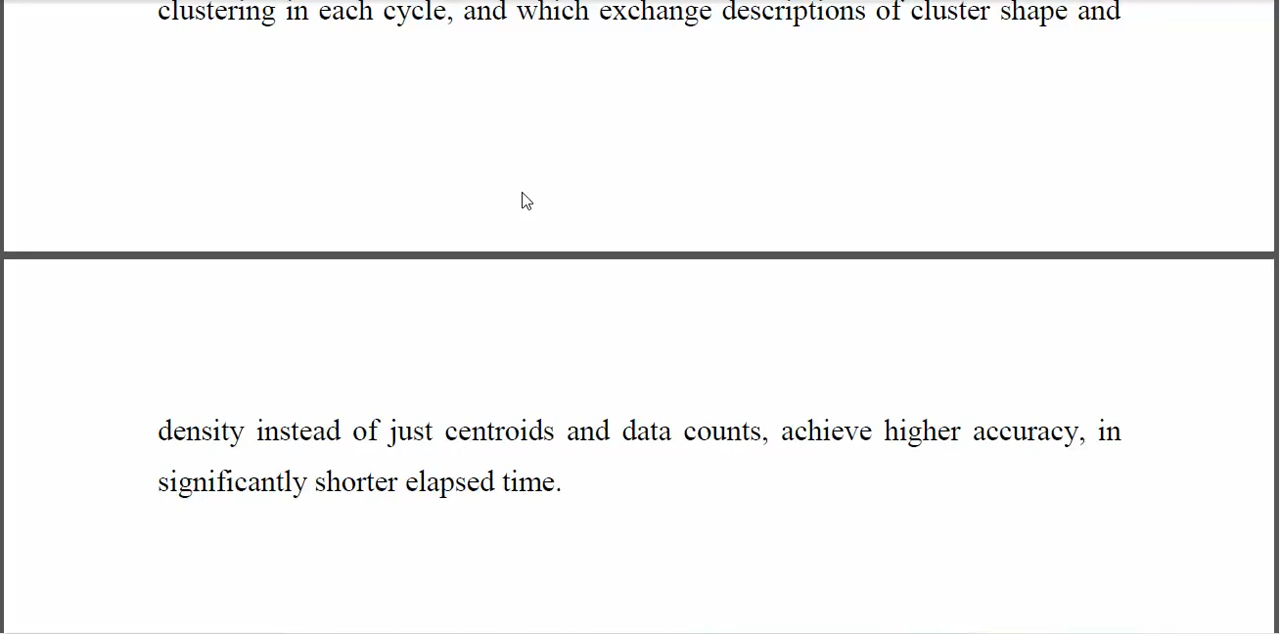 clustering in each cycle, and which exchange descriptions of cluster shape and
density instead of just centroids and data counts, achieve higher accuracy, in
significantly shorter elapsed time.